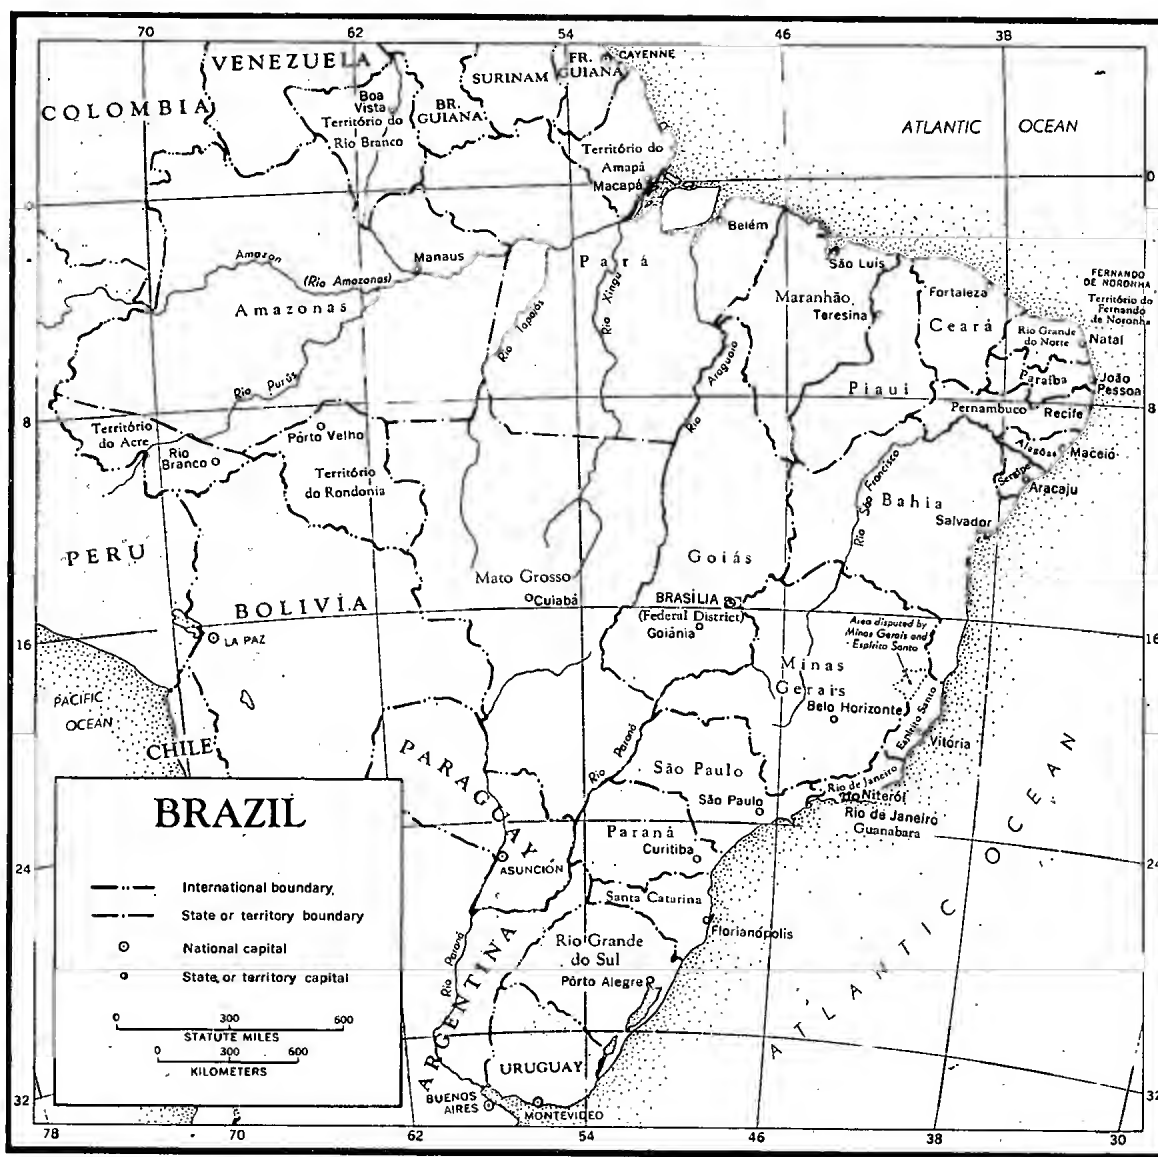 70 62 54 46 38
VENEZUELA
COLOMBIA
Boa
Vista
Território do
Rio Branco
BR.
GUIANA
SURINAM
FR.
GUIANA
CAYENNE
ATLANTIC OCEAN
Território do
Amapá
Macapá
0
0
Belém
Amazon
(Rio Amazonas)
Manaus
Amazonas
Pará
Rio Xingu
Rio Tapajós
São Luís
Maranhão
Teresina
Fortaleza
Ceará
FERNANDO
DE NORONHA
Território do
Fernando
de Noronha
Rio Grande
do Norte
Natal
Paraíba
João
Pessoa
Rio Purús
Rio Araguaia
Piaui
Pernambuco
Recife
8
8
Território
do Acre
Rio
Branco
Pôrto Velho
Território
do Rondonia
Alagôas
Maceió
Sergipe
Aracaju
Rio São Francisco
Bahia
Salvador
PERU
BOLIVIA
LA PAZ
Mato Grosso
Cuiabá
Goiás
BRASÍLIA
(Federal District)
Goiânia
Area disputed by
Minas Gerais and
Espírito Santo
16
16
PACIFIC
OCEAN
CHILE
Minas
Gerais
Belo Horizonte
Espírito Santo
Vitória
PARAGUAY
Rio Paraná
São Paulo
São Paulo
Rio de Janeiro
Niterói
Rio de Janeiro
Guanabara
Paraná
Curitiba
ASUNCIÓN
Santa Catarina
Florianópolis
ATLANTIC OCEAN
24
24
BRAZIL
International boundary
State or territory boundary
National capital
State or territory capital
0 300 600
STATUTE MILES
0 300 600
KILOMETERS
ARGENTINA
Rio Paraná
Rio Grande
do Sul
Pôrto Alegre
URUGUAY
BUENOS
AIRES
MONTEVIDEO
32
32
78 70 62 54 46 38 30